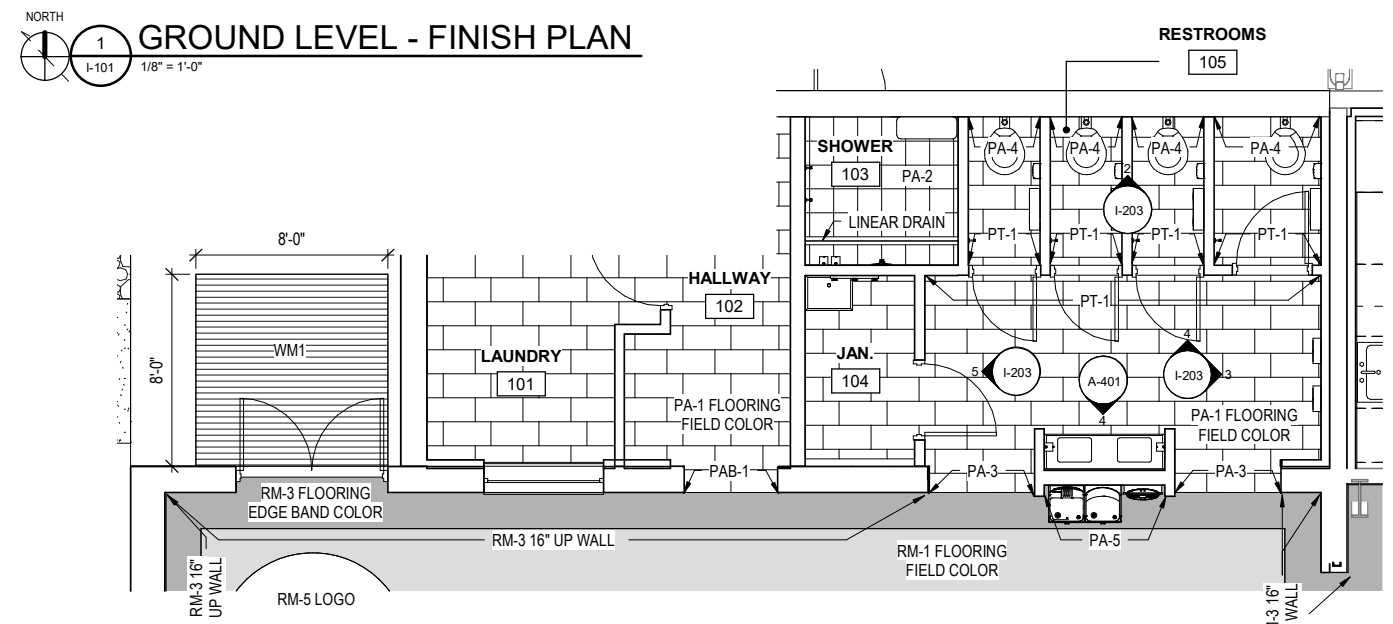 NORTH
1
I-101
GROUND LEVEL - FINISH PLAN
1/8" = 1'-0"
RESTROOMS
105
SHOWER
103
PA-2
LINEAR DRAIN
PA-4
PA-4
PA-4
PA-4
2
I-203
PT-1
PT-1
PT-1
PT-1
8'-0"
8'-0"
WM1
HALLWAY
102
PT-1
LAUNDRY
101
JAN.
104
5
I-203
A-401
4
4
I-203
3
PA-1 FLOORING
FIELD COLOR
PA-1 FLOORING
FIELD COLOR
PAB-1
PA-3
PA-3
RM-3 FLOORING
EDGE BAND COLOR
RM-3 16" UP WALL
PA-5
RM-1 FLOORING
FIELD COLOR
RM-3 16"
UP WALL
RM-5 LOGO
I-3 16"
WALL